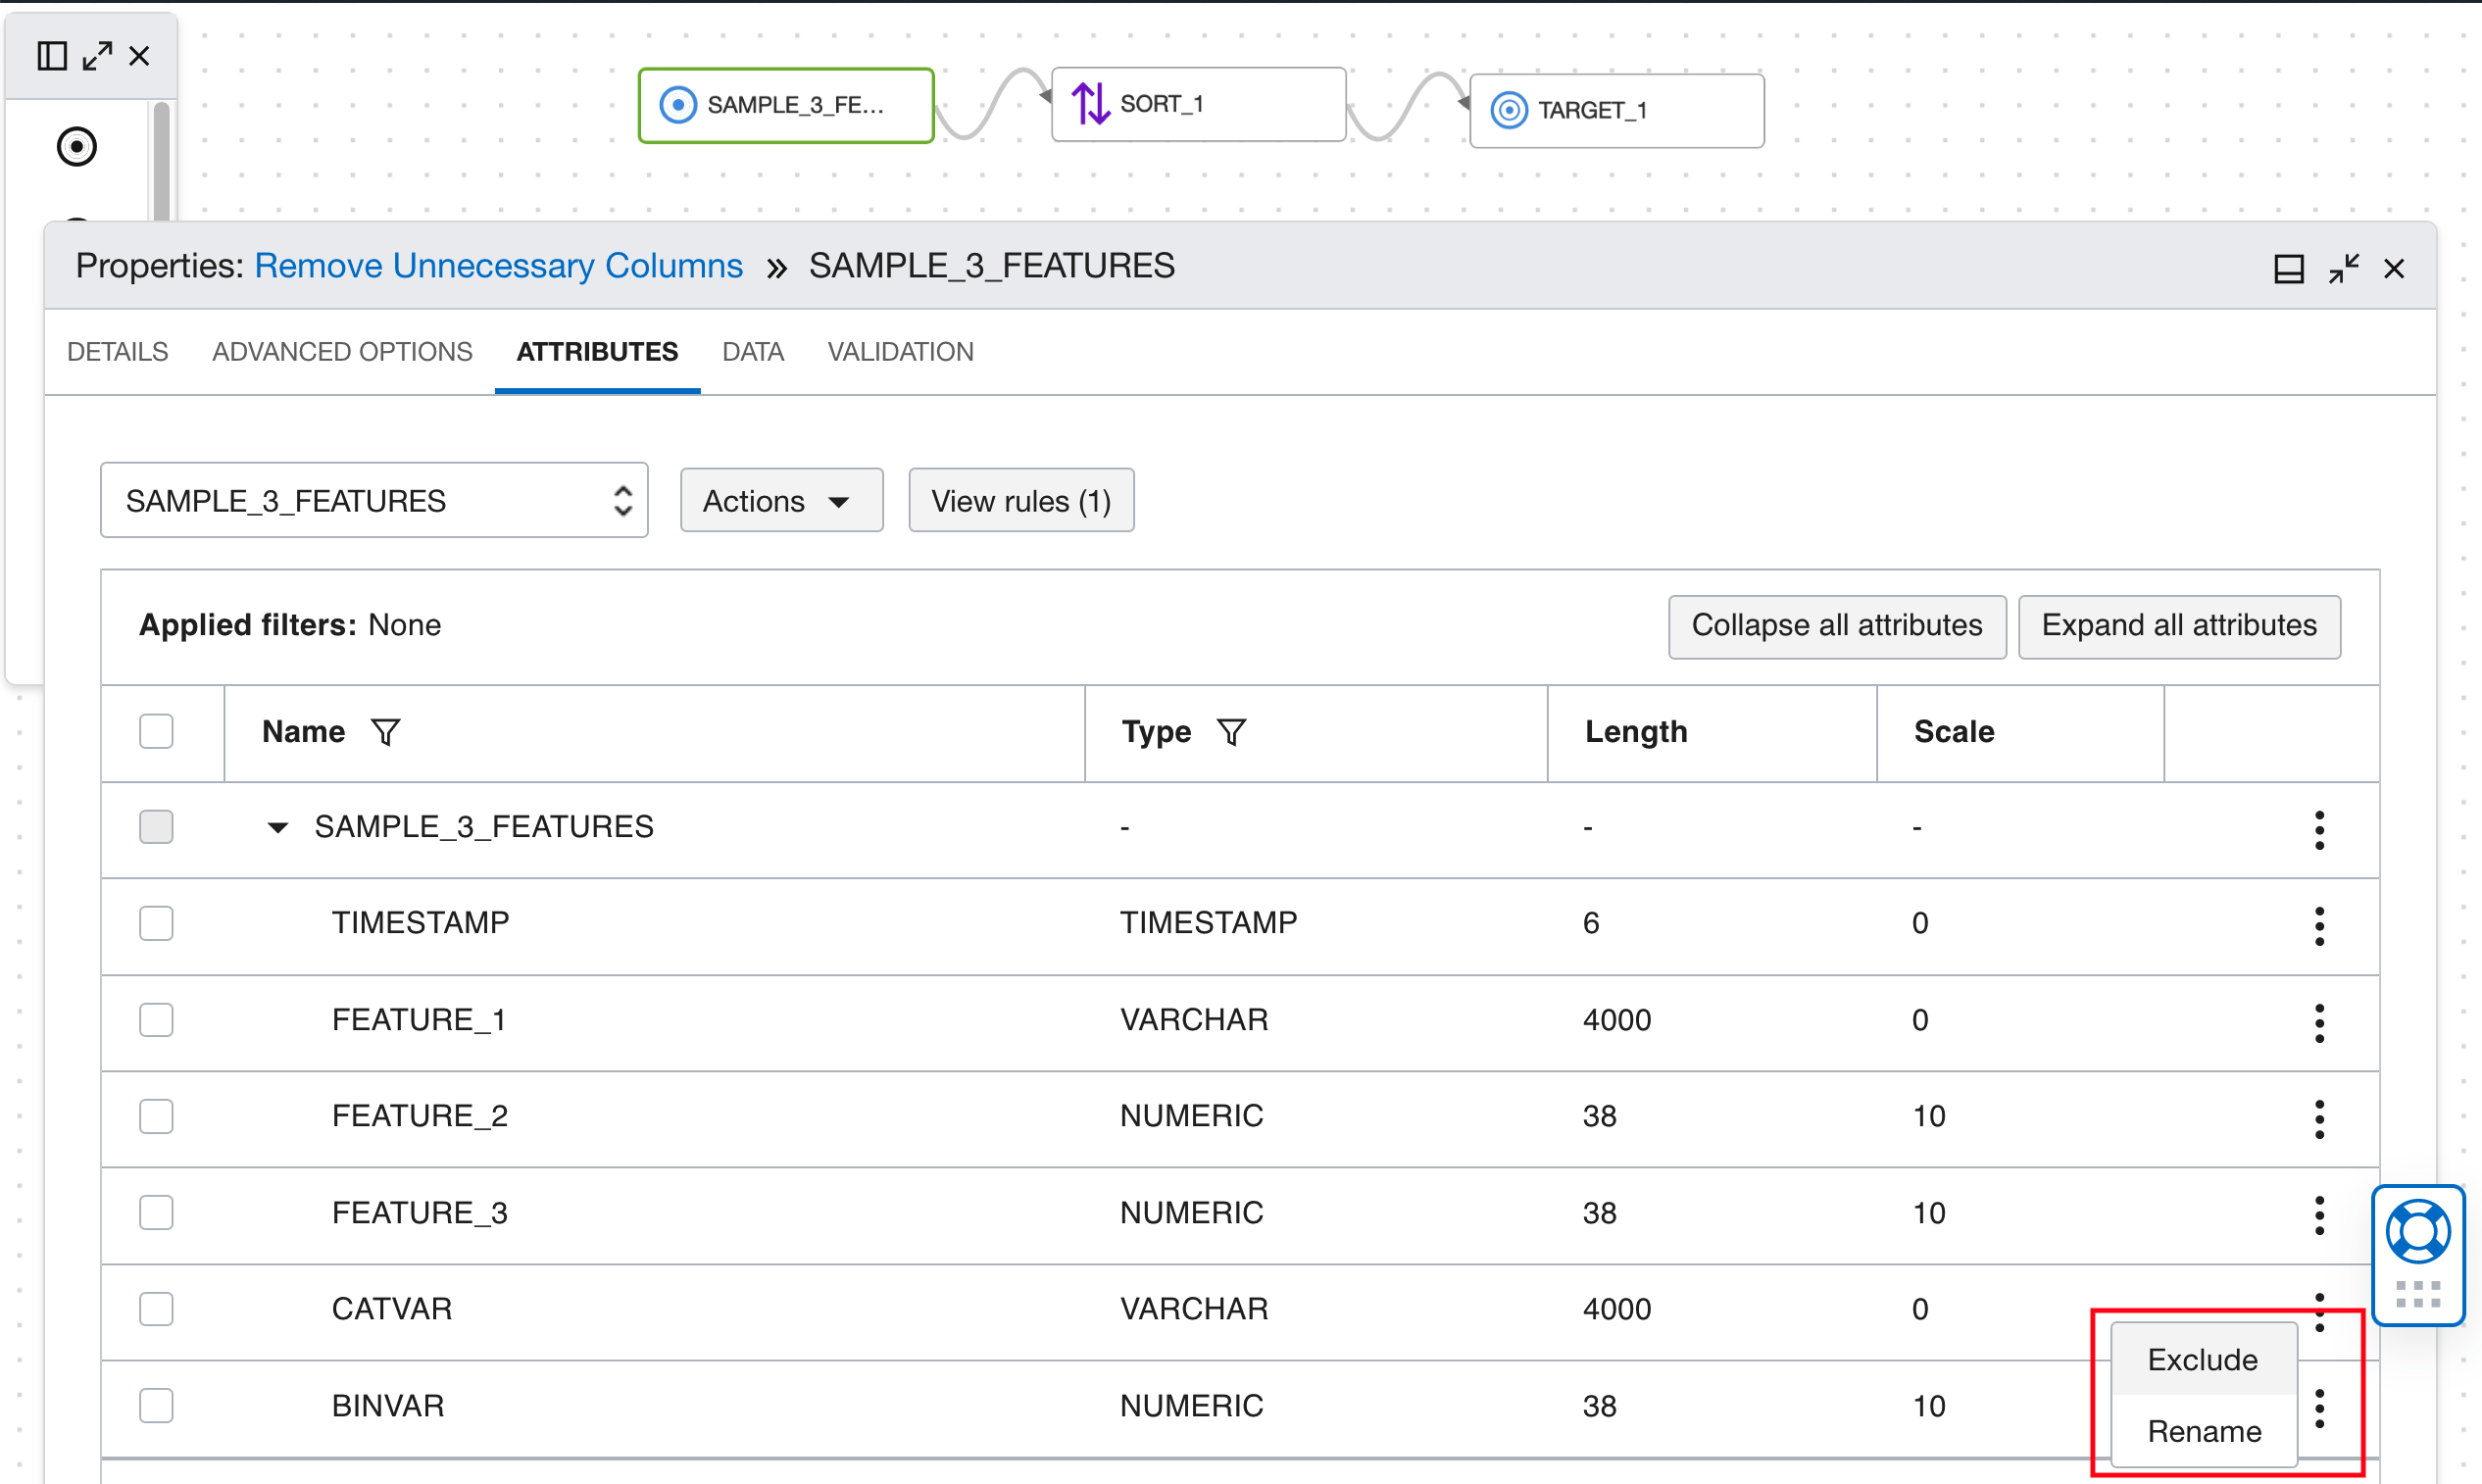 SAMPLE_3_FE...
SORT_1
TARGET_1
Properties: Remove Unnecessary Columns » SAMPLE_3_FEATURES
DETAILS ADVANCED OPTIONS ATTRIBUTES DATA VALIDATION
SAMPLE_3_FEATURES Actions View rules (1)
Applied filters: None Collapse all attributes Expand all attributes
Name Type Length Scale
SAMPLE_3_FEATURES - - -
TIMESTAMP TIMESTAMP 6 0
FEATURE_1 VARCHAR 4000 0
FEATURE_2 NUMERIC 38 10
FEATURE_3 NUMERIC 38 10
CATVAR VARCHAR 4000 0
Exclude
BINVAR NUMERIC 38 10
Rename